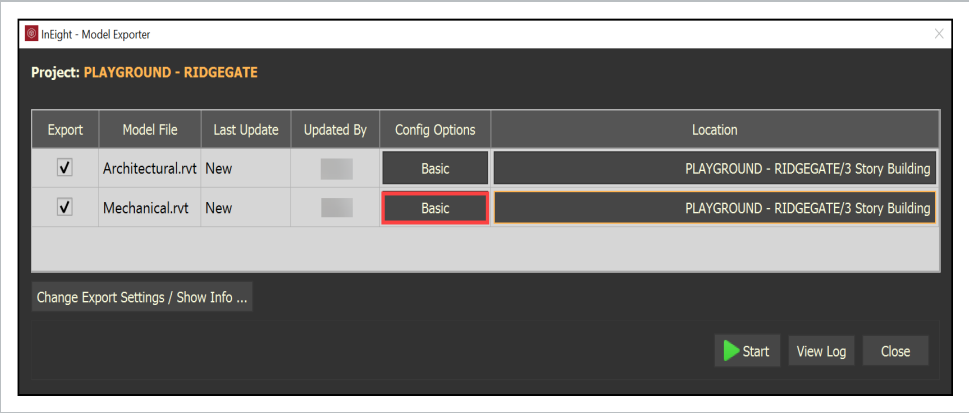 InEight - Model Exporter
Project: PLAYGROUND - RIDGEGATE
Export Model File Last Update Updated By Config Options Location
Architectural.rvt New Basic PLAYGROUND - RIDGEGATE/3 Story Building
Mechanical.rvt New Basic PLAYGROUND - RIDGEGATE/3 Story Building
Change Export Settings / Show Info ...
Start View Log Close